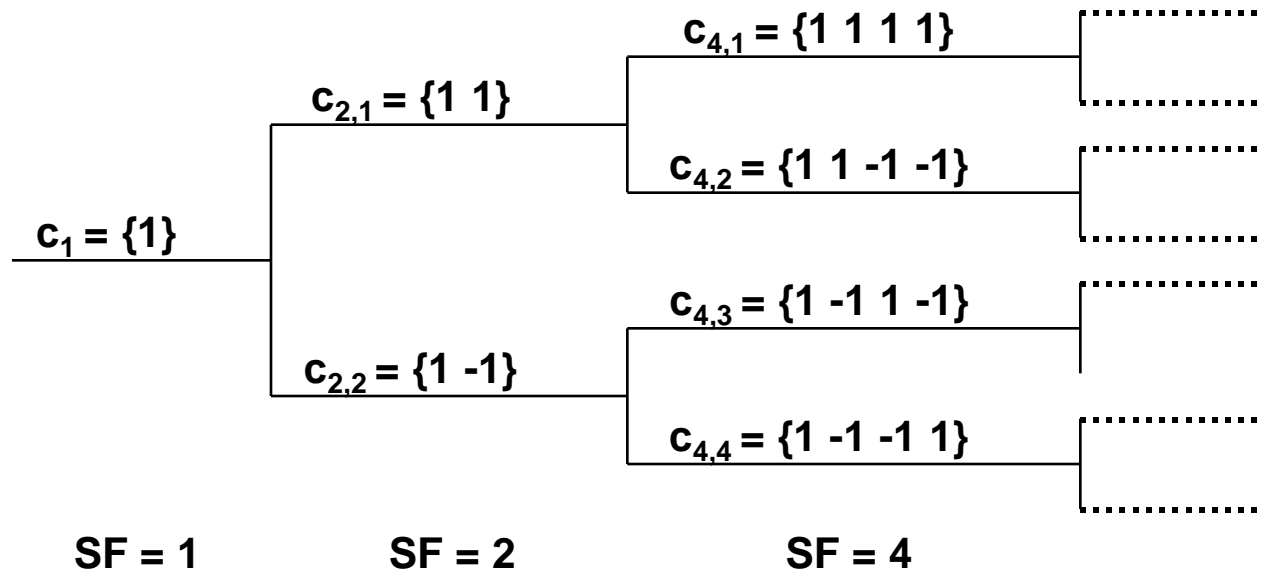 c4,1 = {1 1 1 1}
c2,1 = {1 1}
c4,2 = {1 1 -1 -1}
c1 = {1}
c4,3 = {1 -1 1 -1}
c2,2 = {1 -1}
c4,4 = {1 -1 -1 1}
SF = 1 SF = 2 SF = 4